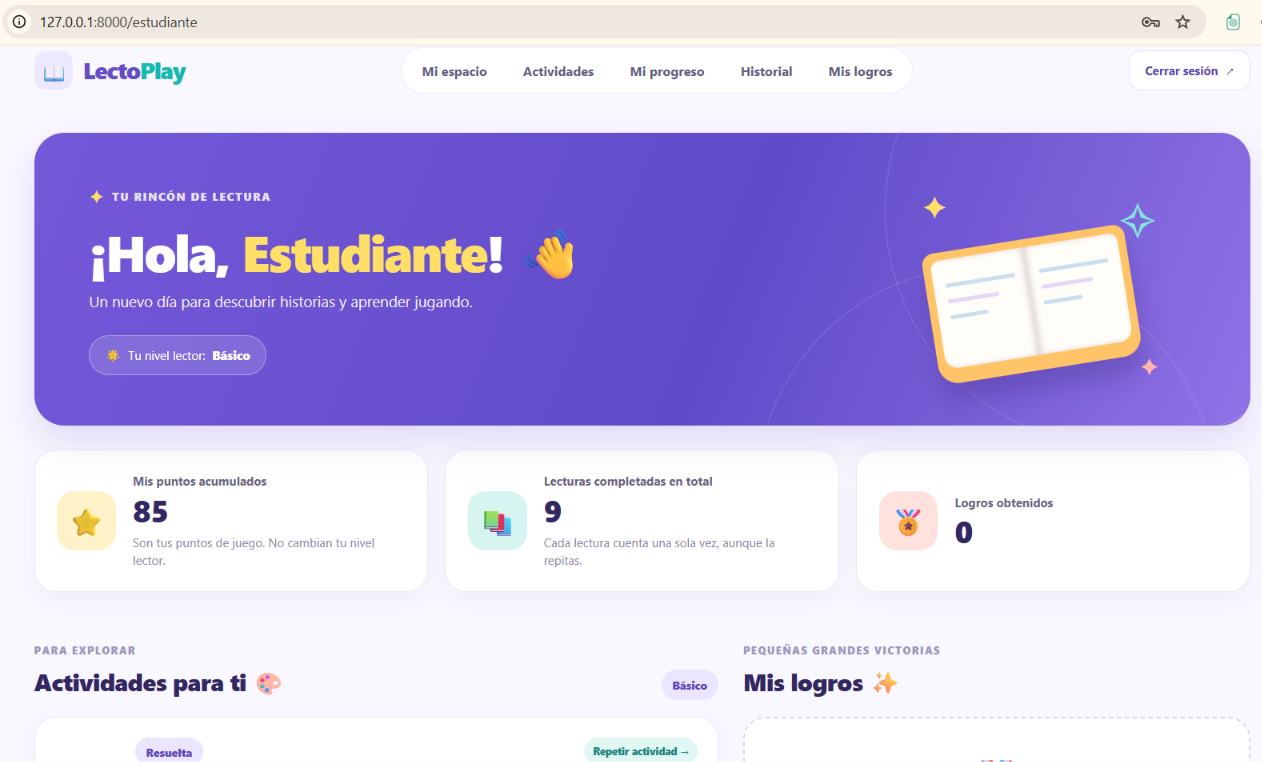 127.0.0.1:8000/estudiante
LectoPlay
Mi espacio Actividades Mi progreso Historial Mis logros
Cerrar sesión ↗
TU RINCÓN DE LECTURA
¡Hola, Estudiante!
Un nuevo día para descubrir historias y aprender jugando.
Tu nivel lector: Básico
Mis puntos acumulados
85
Son tus puntos de juego. No cambian tu nivel
lector.
Lecturas completadas en total
9
Cada lectura cuenta una sola vez, aunque la
repitas.
Logros obtenidos
0
PARA EXPLORAR
Actividades para ti
Básico
Resuelta
Repetir actividad →
PEQUEÑAS GRANDES VICTORIAS
Mis logros